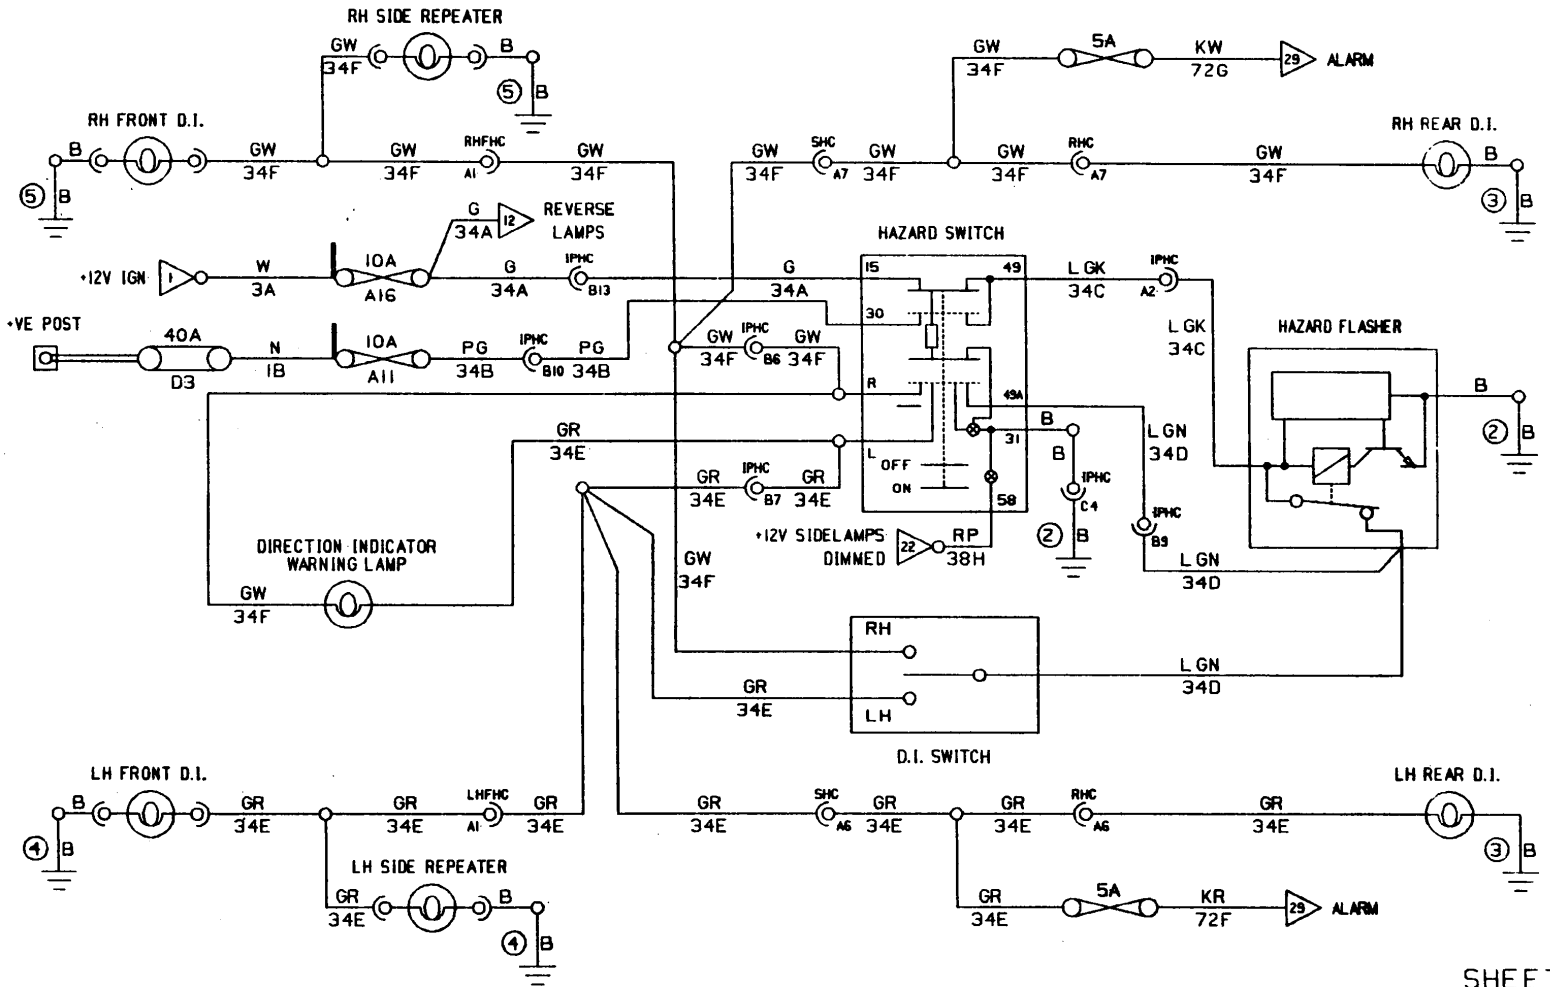 RH SIDE REPEATER
GW
34F
B
5
B
GW
34F
5A
KW
72G
29
ALARM
RH FRONT D.I.
B
GW
34F
GW
34F
RHFHC
A1
GW
34F
5
B
GW
34F
SHC
A7
GW
34F
GW
34F
RHC
A7
GW
34F
RH REAR D.I.
B
3
B
G
34A
12
REVERSE
LAMPS
+12V IGN
1
W
3A
10A
A16
G
34A
IPHC
B13
G
34A
HAZARD SWITCH
15
49
30
R
49A
31
L
OFF
ON
58
L GK
34C
IPHC
A2
L GK
34C
HAZARD FLASHER
B
2
B
+VE POST
40A
D3
N
1B
10A
A11
PG
34B
IPHC
B10
PG
34B
GW
34F
IPHC
B6
GW
34F
GR
34E
GR
34E
IPHC
B7
GR
34E
B
B
IPHC
C4
2
B
L GN
34D
IPHC
B9
L GN
34D
+12V SIDELAMPS
DIMMED
22
RP
38H
DIRECTION INDICATOR
WARNING LAMP
GW
34F
GW
34F
RH
LH
D.I. SWITCH
L GN
34D
GR
34E
LH FRONT D.I.
B
GR
34E
GR
34E
LHFHC
A1
GR
34E
4
B
GR
34E
SHC
A6
GR
34E
GR
34E
RHC
A6
GR
34E
LH REAR D.I.
3
B
LH SIDE REPEATER
GR
34E
B
4
B
GR
34E
5A
KR
72F
29
ALARM
SHEET